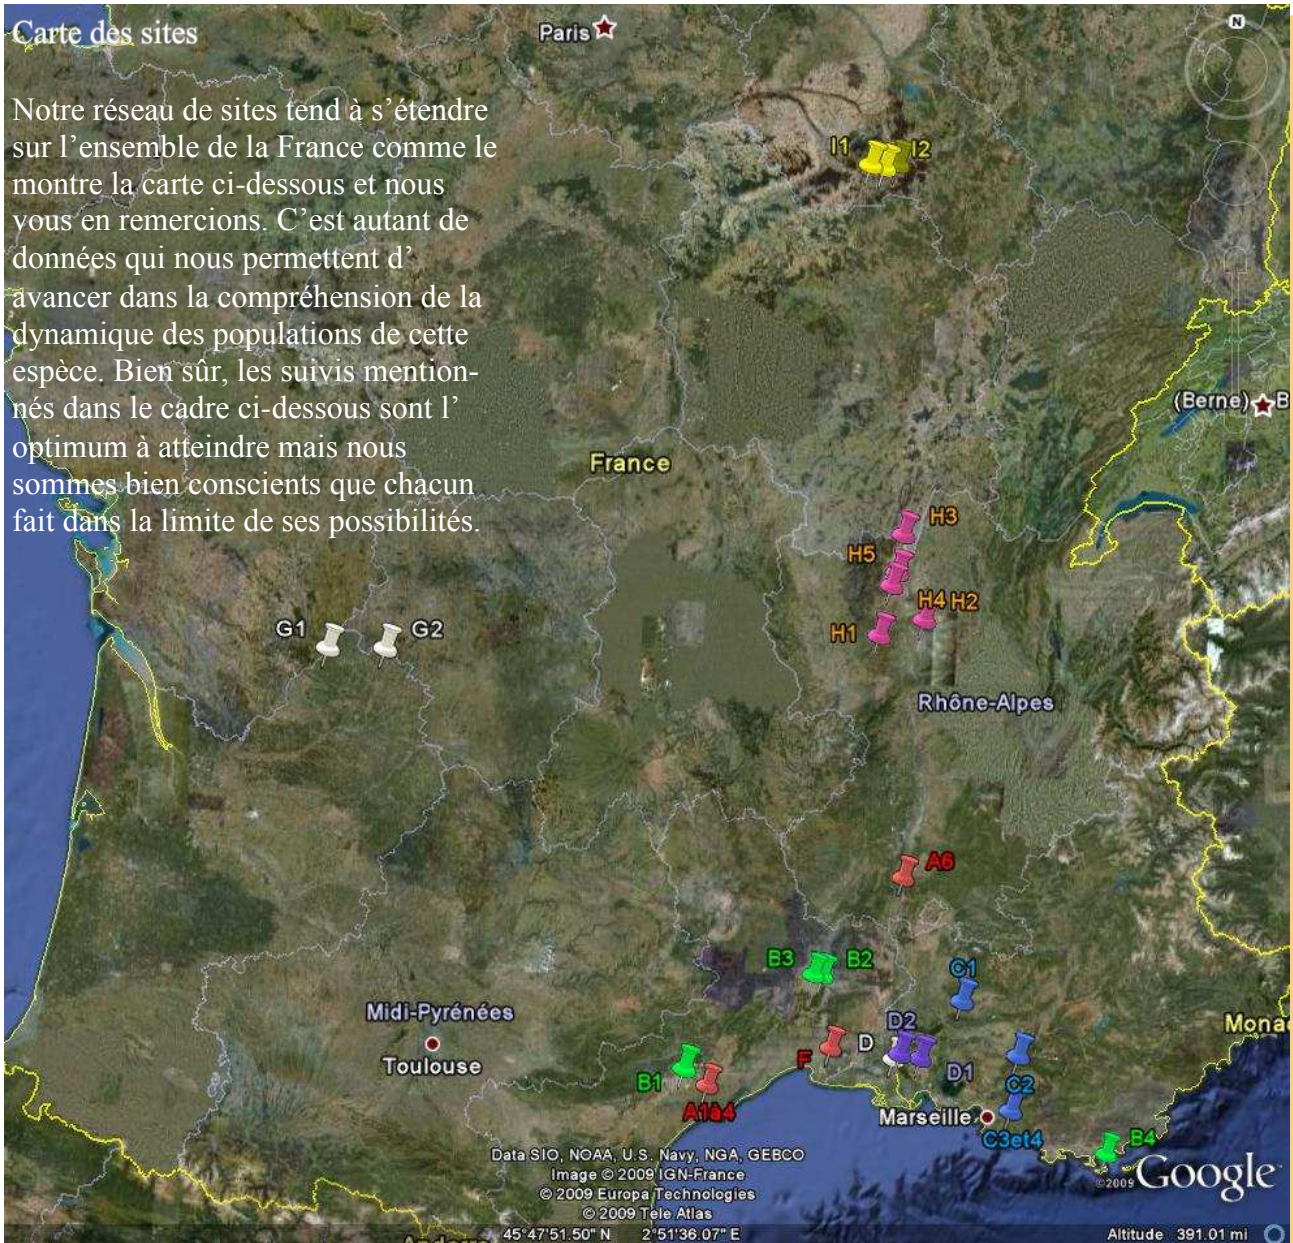 Carte des sites
Paris
N
Notre réseau de sites tend à s’étendre
sur l’ensemble de la France comme le
montre la carte ci-dessous et nous
vous en remercions. C’est autant de
données qui nous permettent d’
avancer dans la compréhension de la
dynamique des populations de cette
espèce. Bien sûr, les suivis mention-
nés dans le cadre ci-dessous sont l’
optimum à atteindre mais nous
sommes bien conscients que chacun
fait dans la limite de ses possibilités.
I1
I2
(Berne)
B
France
H3
H5
H4 H2
H1
G1
G2
Rhône-Alpes
A6
B3
B2
C1
Midi-Pyrénées
Toulouse
D2
D
D1
F
B1
A1à4
C2
Monac
Marseille
C3et4
B4
Data SIO, NOAA, U.S. Navy, NGA, GEBCO
Image © 2009 IGN-France
© 2009 Europa Technologies
© 2009 Tele Atlas
©2009 Google
45°47'51.50" N 2°51'36.07" E
Altitude 391.01 mi